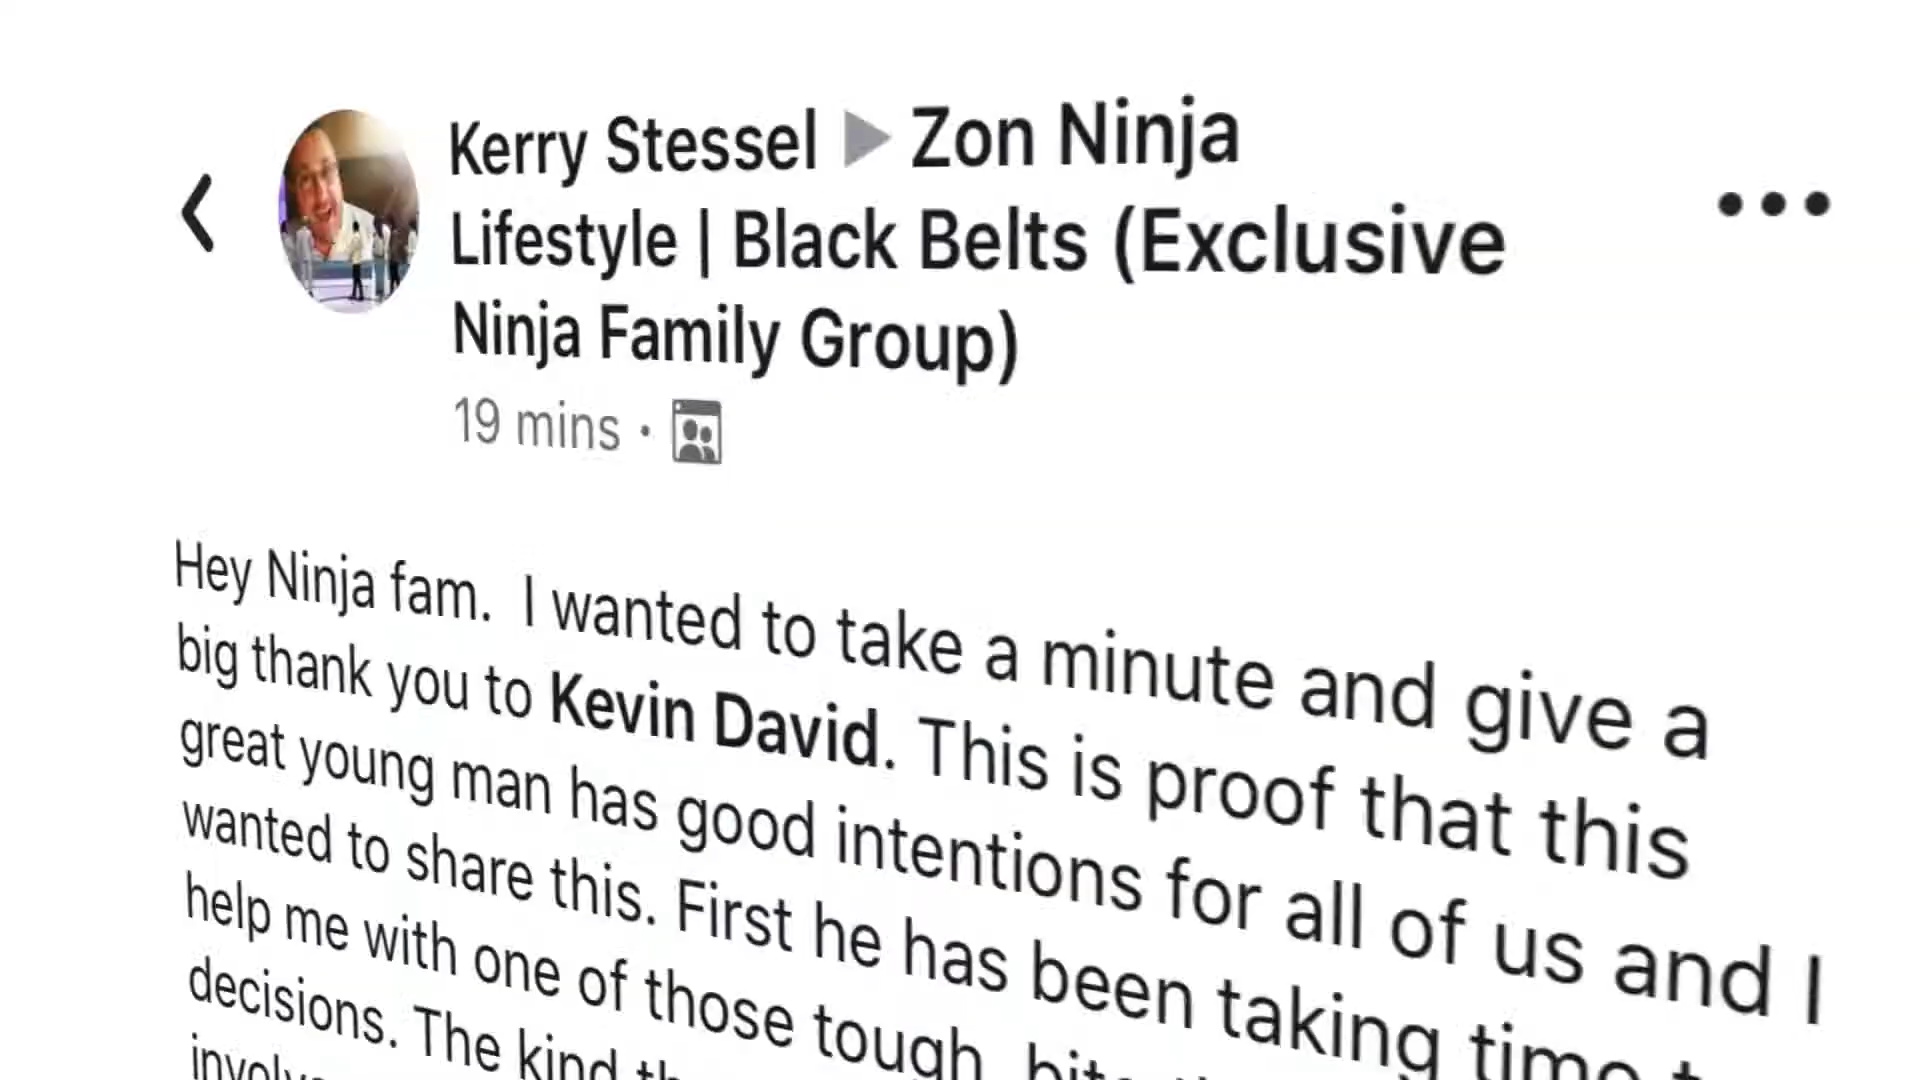 Kerry Stessel ▶ Zon Ninja
Lifestyle | Black Belts (Exclusive
Ninja Family Group)
19 mins ·
Hey Ninja fam. I wanted to take a minute and give a
big thank you to Kevin David. This is proof that this
great young man has good intentions for all of us and I
wanted to share this. First he has been taking time
help me with one of those tough,
decisions. The kind